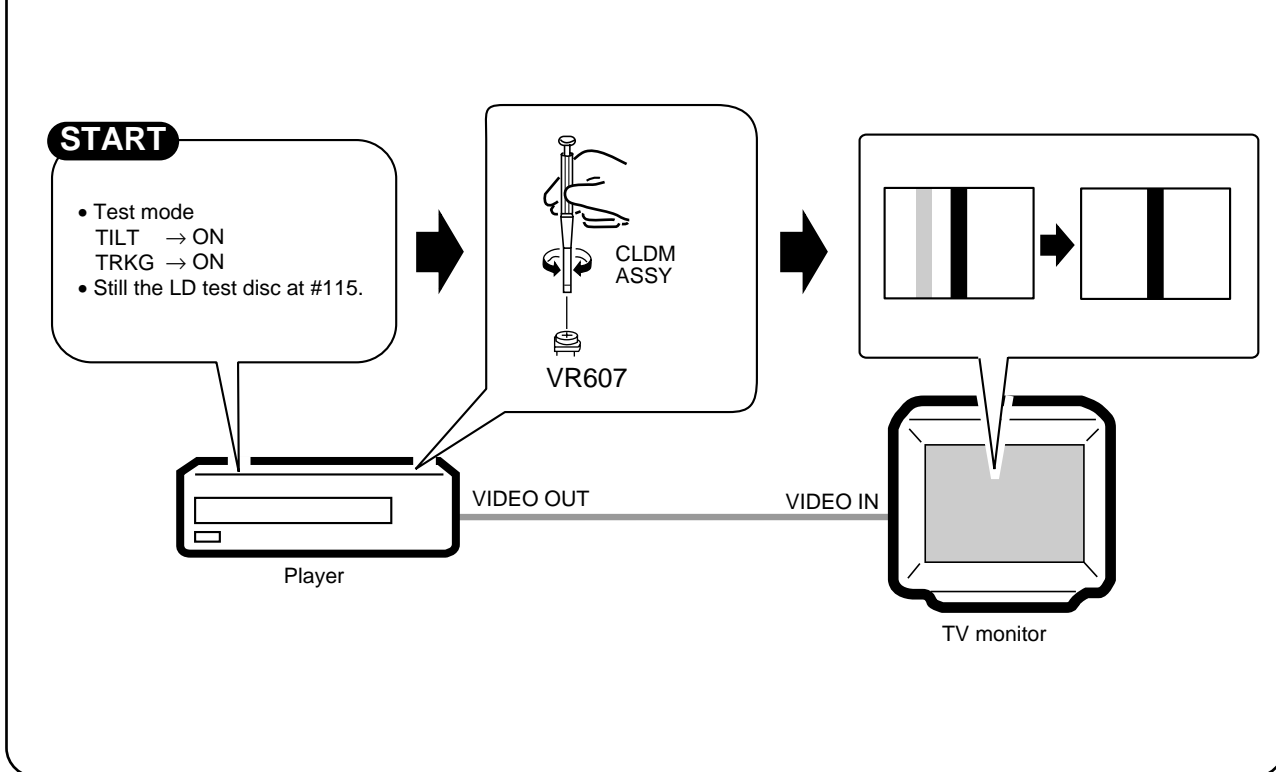 START
• Test mode
TILT → ON
TRKG → ON
• Still the LD test disc at #115.
CLDM
ASSY
VR607
VIDEO OUT
VIDEO IN
Player
TV monitor